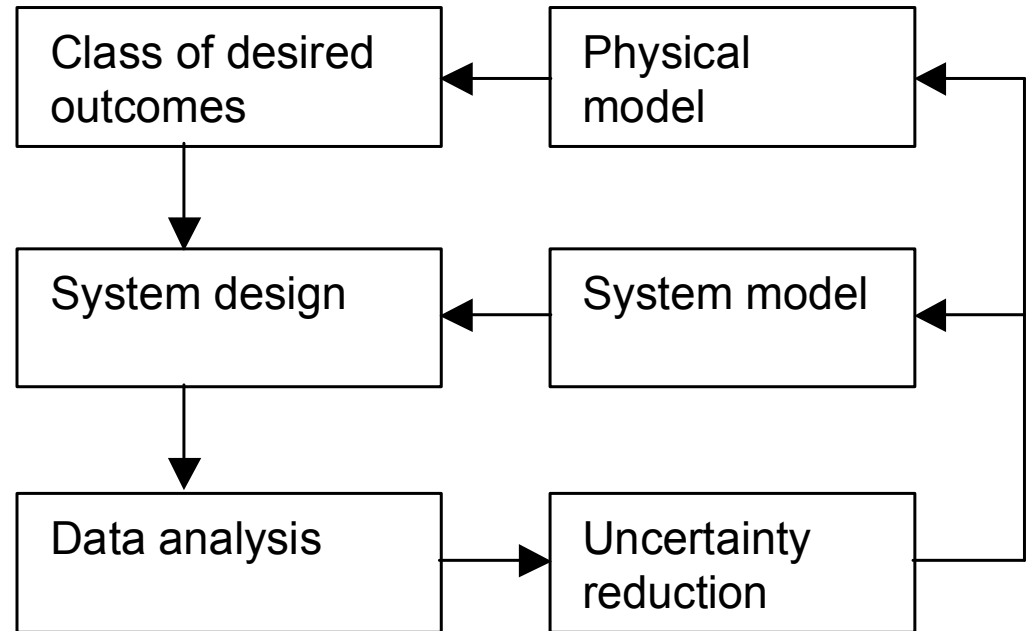 Class of desired
outcomes
Physical
model
System design
System model
Data analysis
Uncertainty
reduction